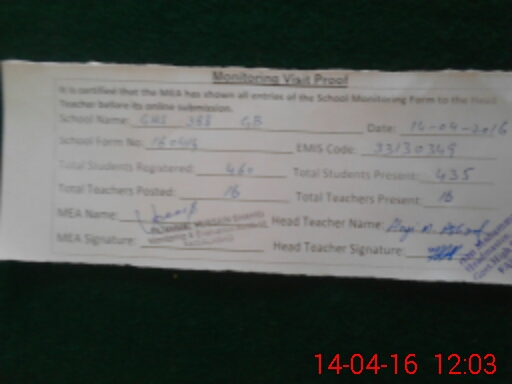 Monitoring Visit Proof
It is certified that the MEA has shown all entries of the School Monitoring Form to the Head
Teacher before its online submission.
School Name: GHS 388 GB Date: 14-04-2016
School Form No: EMIS Code: 33130349
Total Students Registered: 460 Total Students Present: 435
Total Teachers Posted: 16 Total Teachers Present: 16
MEA Name: Head Teacher Name:
MEA Signature: Head Teacher Signature:
14-04-16 12:03